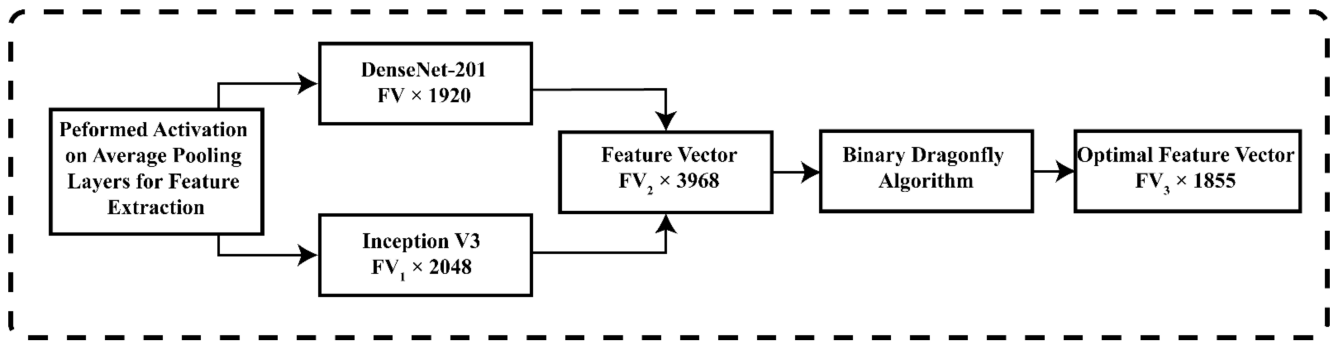 Peformed Activation
on Average Pooling
Layers for Feature
Extraction
DenseNet-201
FV × 1920
Inception V3
FV₁ × 2048
Feature Vector
FV₂ × 3968
Binary Dragonfly
Algorithm
Optimal Feature Vector
FV₃ × 1855